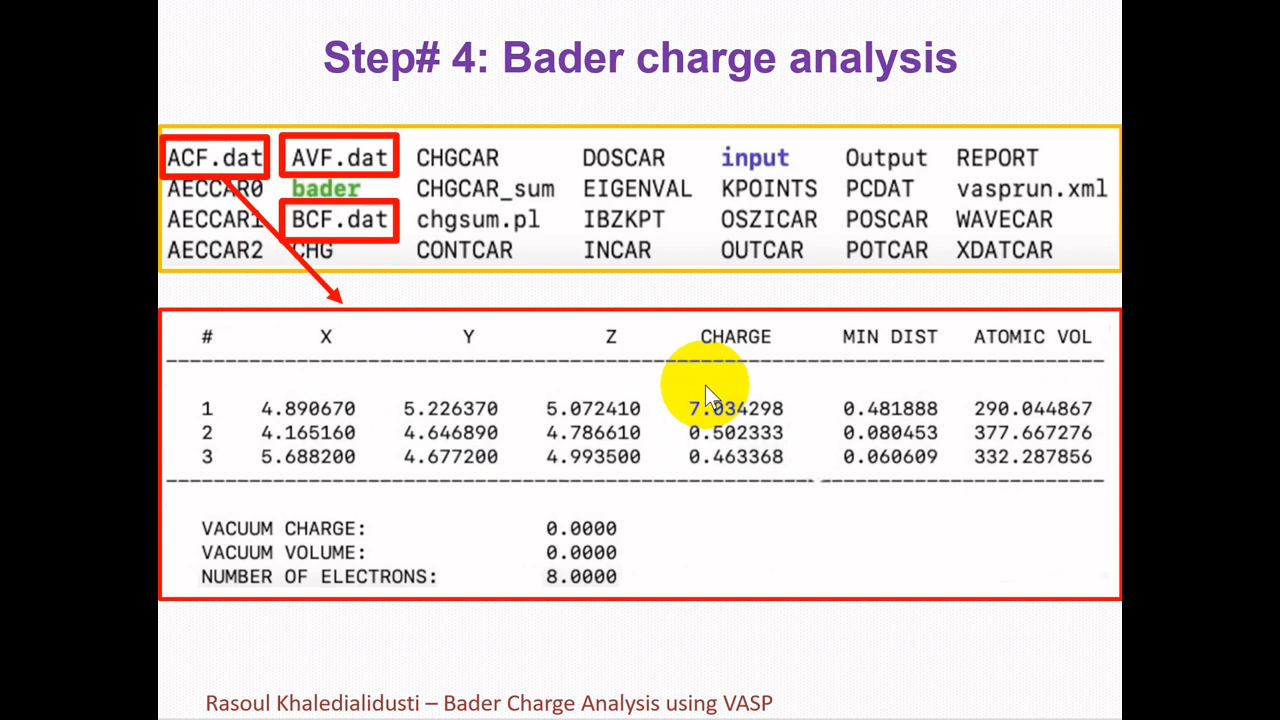 Step# 4: Bader charge analysis
ACF.dat AVF.dat CHGCAR DOSCAR input Output REPORT
AECCAR0 bader CHGCAR_sum EIGENVAL KPOINTS PCDAT vasprun.xml
AECCAR1 BCF.dat chgsum.pl IBZKPT OSZICAR POSCAR WAVECAR
AECCAR2 CHG CONTCAR INCAR OUTCAR POTCAR XDATCAR
# X Y Z CHARGE MIN DIST ATOMIC VOL
1 4.890670 5.226370 5.072410 7.034298 0.481888 290.044867
2 4.165160 4.646890 4.786610 0.502333 0.080453 377.667276
3 5.688200 4.677200 4.993500 0.463368 0.060609 332.287856
VACUUM CHARGE: 0.0000
VACUUM VOLUME: 0.0000
NUMBER OF ELECTRONS: 8.0000
Rasoul Khaledialidusti – Bader Charge Analysis using VASP